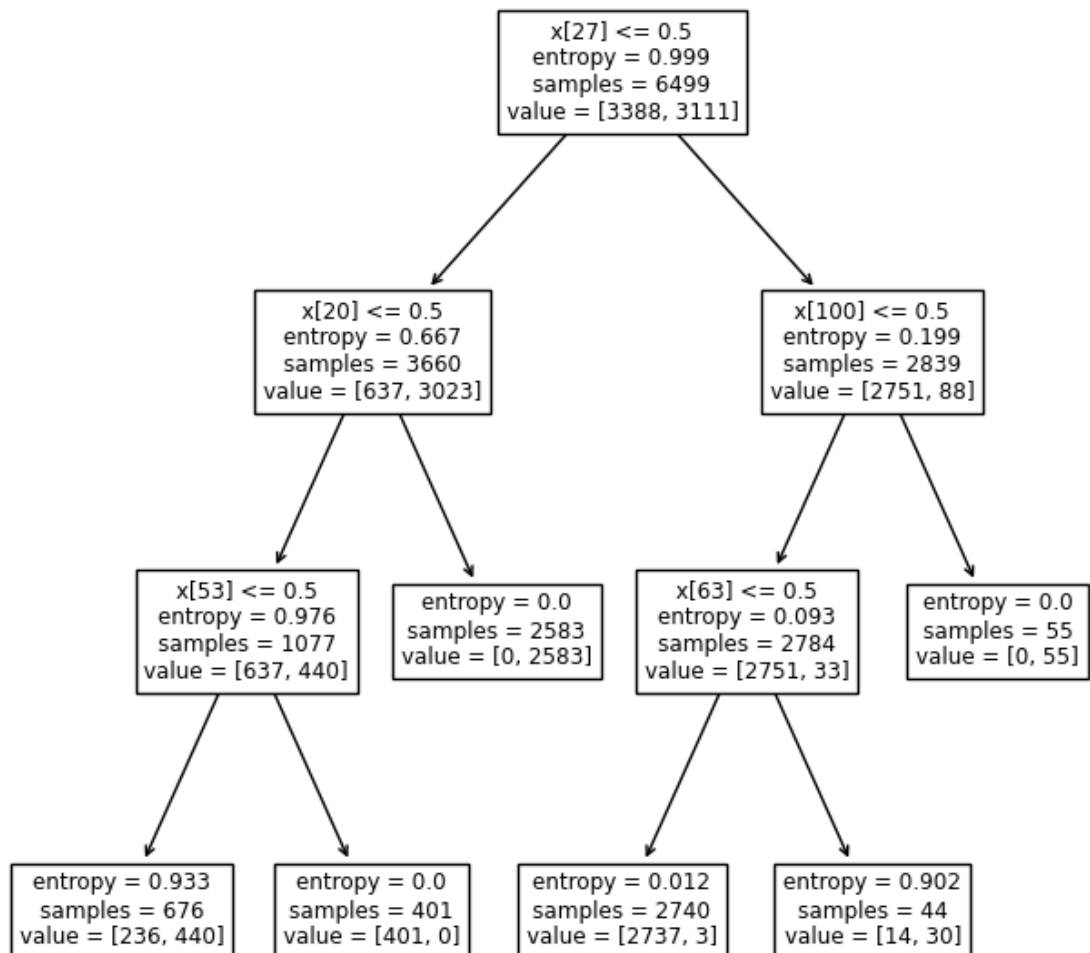 x[27] <= 0.5
entropy = 0.999
samples = 6499
value = [3388, 3111]
x[20] <= 0.5
entropy = 0.667
samples = 3660
value = [637, 3023]
x[100] <= 0.5
entropy = 0.199
samples = 2839
value = [2751, 88]
x[53] <= 0.5
entropy = 0.976
samples = 1077
value = [637, 440]
entropy = 0.0
samples = 2583
value = [0, 2583]
x[63] <= 0.5
entropy = 0.093
samples = 2784
value = [2751, 33]
entropy = 0.0
samples = 55
value = [0, 55]
entropy = 0.933
samples = 676
value = [236, 440]
entropy = 0.0
samples = 401
value = [401, 0]
entropy = 0.012
samples = 2740
value = [2737, 3]
entropy = 0.902
samples = 44
value = [14, 30]